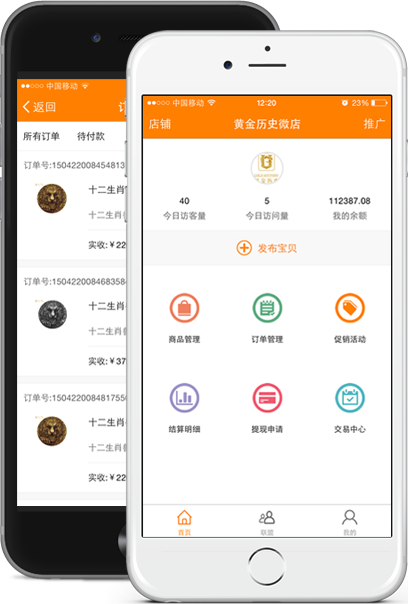 中国移动
返回
所有订单 待付款
订单号:150422008454813
十二生肖
十二生肖
实收:￥22
订单号:1504220084683584
十二生肖兽
十二生肖兽
实收:￥37
订单号:1504220084817550
十二生肖兽
十二生肖兽
实收:￥22
中国移动 12:20 23%
店铺 黄金历史微店 推广
40 5 112387.08
今日访客量 今日访问量 我的余额
发布宝贝
商品管理 订单管理 促销活动
结算明细 提现申请 交易中心
首页 联盟 我的